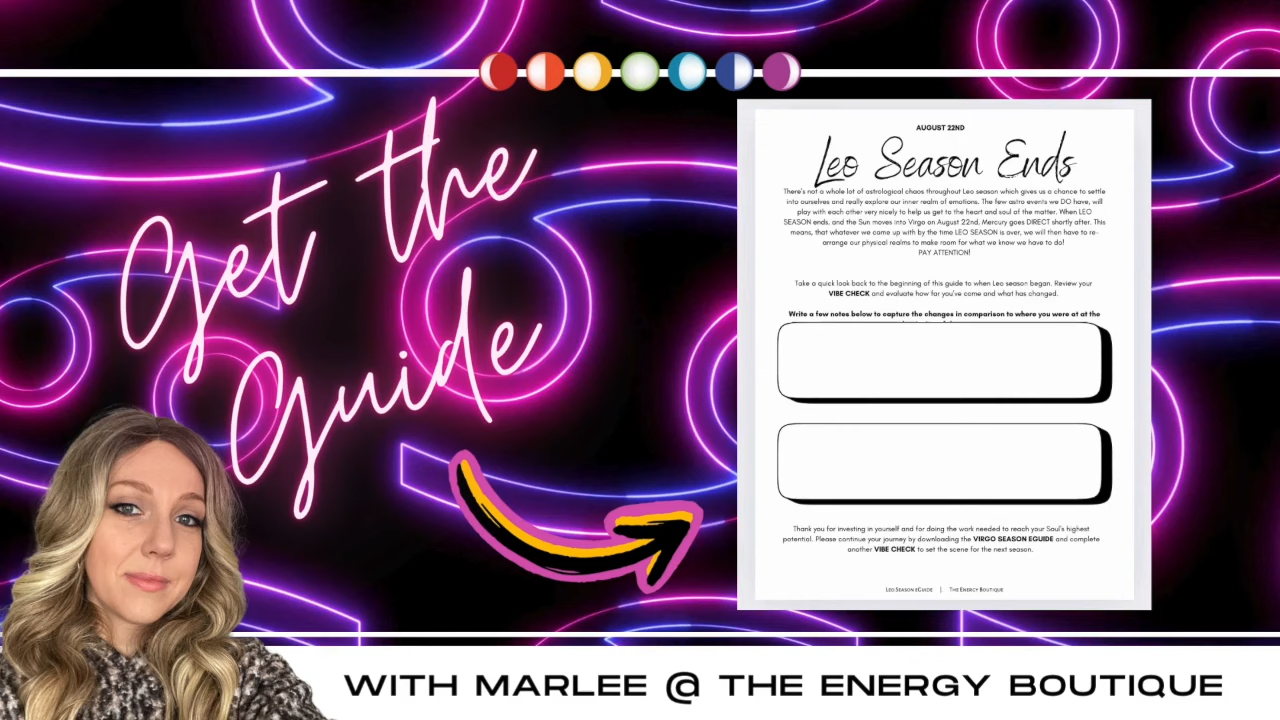 Get the
Guide
AUGUST 22ND
Leo Season Ends
There's not a whole lot of astrological chaos throughout Leo season which gives us a chance to settle
into ourselves and really explore our inner realm of emotions. The few astro events we DO have, will
play with each other very nicely to help us get to the heart and soul of the matter. When LEO
SEASON ends, and the Sun moves into Virgo on August 22nd, Mercury goes DIRECT shortly after. This
means, that whatever we came up with by the time LEO SEASON is over, we will then have to re-
arrange our physical realms to make room for what we know we have to do!
PAY ATTENTION!
Take a quick look back to the beginning of this guide to when Leo season began. Review your
VIBE CHECK and evaluate how far you've come and what has changed.
Write a few notes below to capture the changes in comparison to where you were at at the
Thank you for investing in yourself and for doing the work needed to reach your Soul's highest
potential. Please continue your journey by downloading the VIRGO SEASON EGUIDE and complete
another VIBE CHECK to set the scene for the next season.
LEO SEASON EGUIDE | THE ENERGY BOUTIQUE
WITH MARLEE @ THE ENERGY BOUTIQUE